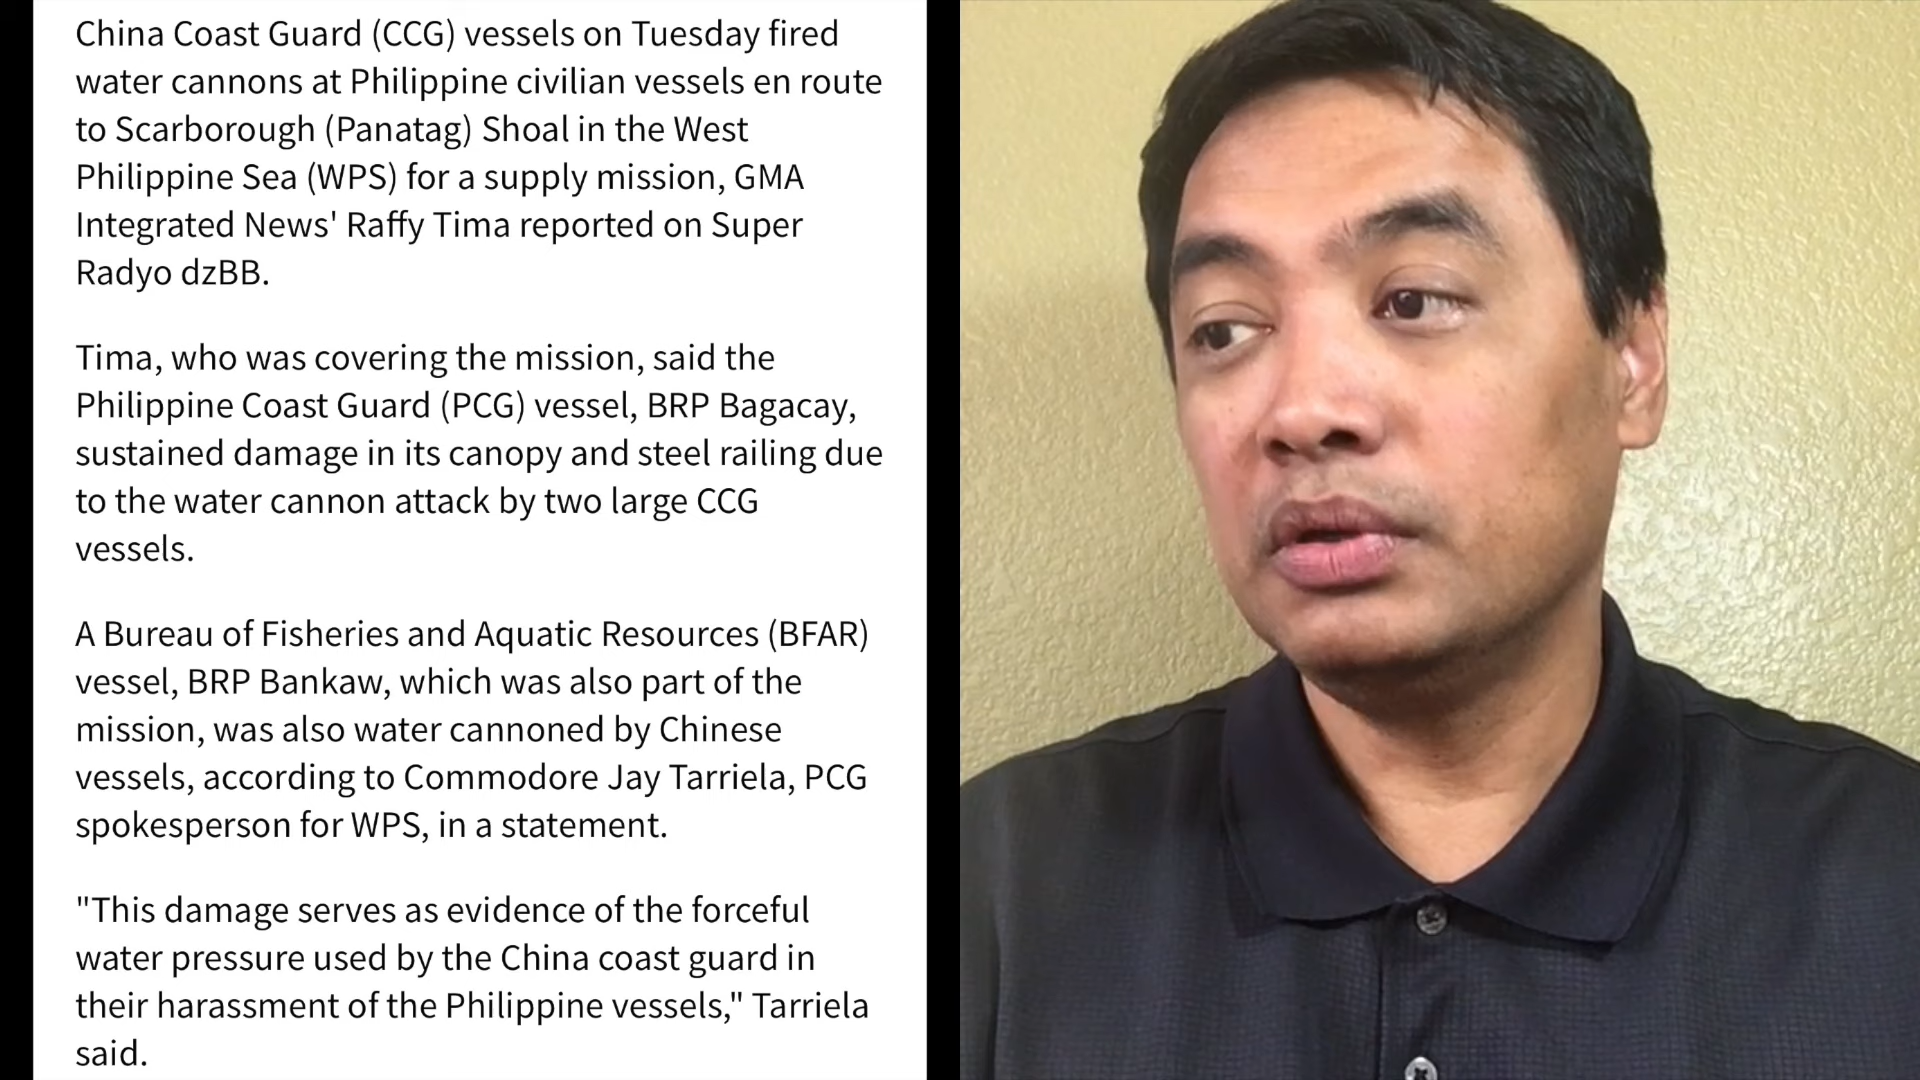 China Coast Guard (CCG) vessels on Tuesday fired
water cannons at Philippine civilian vessels en route
to Scarborough (Panatag) Shoal in the West
Philippine Sea (WPS) for a supply mission, GMA
Integrated News' Raffy Tima reported on Super
Radyo dzBB.
Tima, who was covering the mission, said the
Philippine Coast Guard (PCG) vessel, BRP Bagacay,
sustained damage in its canopy and steel railing due
to the water cannon attack by two large CCG
vessels.
A Bureau of Fisheries and Aquatic Resources (BFAR)
vessel, BRP Bankaw, which was also part of the
mission, was also water cannoned by Chinese
vessels, according to Commodore Jay Tarriela, PCG
spokesperson for WPS, in a statement.
"This damage serves as evidence of the forceful
water pressure used by the China coast guard in
their harassment of the Philippine vessels," Tarriela
said.